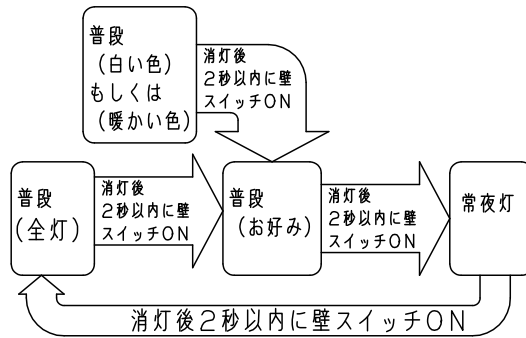 普段
（白い色）
もしくは
（暖かい色）
消灯後
2秒以内に壁
スイッチON
普段
（全灯）
消灯後
2秒以内に壁
スイッチON
普段
（お好み）
消灯後
2秒以内に壁
スイッチON
常夜灯
消灯後2秒以内に壁スイッチON